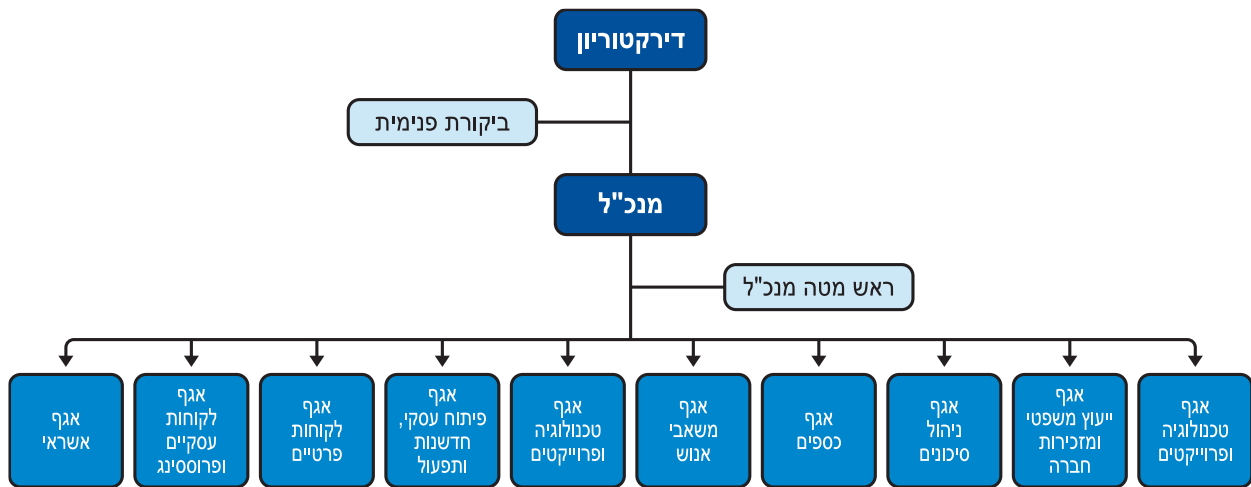 דירקטוריון
ביקורת פנימית
מנכ"ל
ראש מטה מנכ"ל
אגף
טכנולוגיה
ופרוייקטים
אגף
ייעוץ משפטי
ומזכירות
חברה
אגף
ניהול
סיכונים
אגף
כספים
אגף
משאבי
אנוש
אגף
טכנולוגיה
ופרוייקטים
אגף
פיתוח עסקי,
חדשנות
ותפעול
אגף
לקוחות
פרטיים
אגף
לקוחות
עסקיים
ופרוססינג
אגף
אשראי